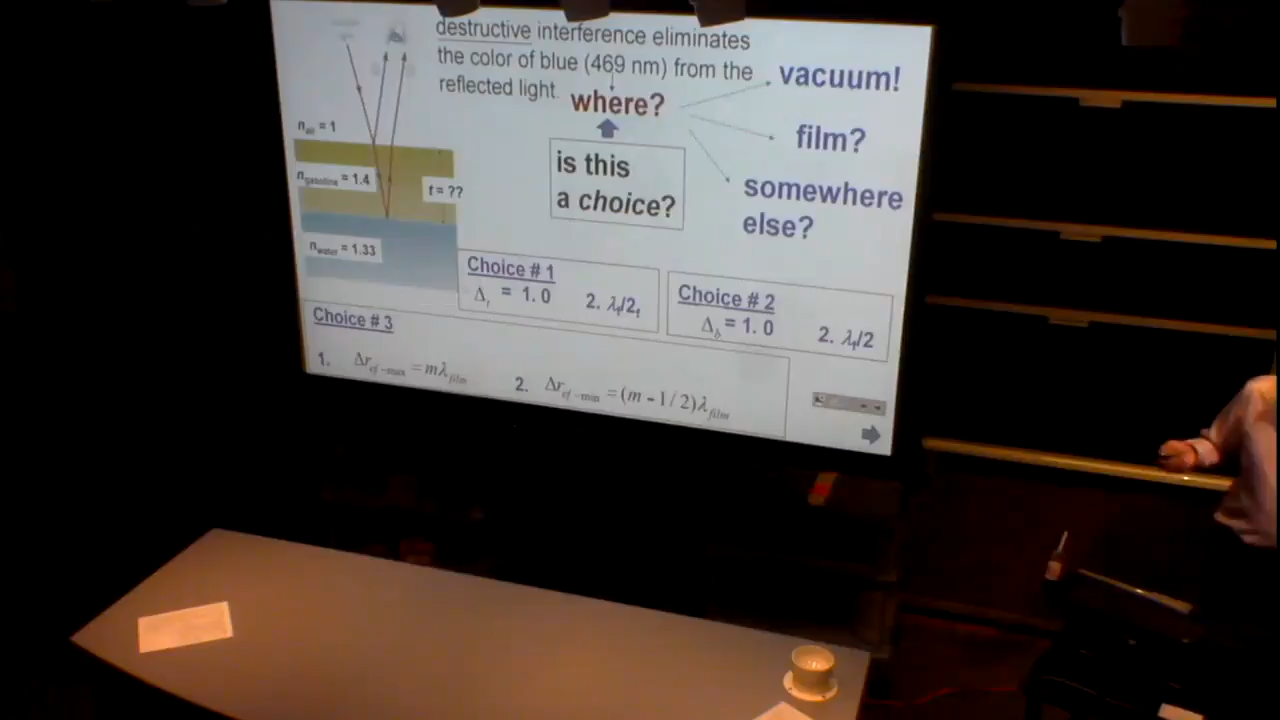 destructive interference eliminates
the color of blue (469 nm) from the
reflected light.
where?
vacuum!
film?
somewhere
else?
is this
a choice?
n_air = 1
n_gasoline = 1.4
t = ??
n_water = 1.33
Choice # 1
Δ_t = 1.0 2. λ_f/2_t
Choice # 2
Δ_b = 1.0 2. λ_f/2
Choice # 3
1. Δr_ef-max = mλ_film
2. Δr_ef-min = (m - 1/2)λ_film